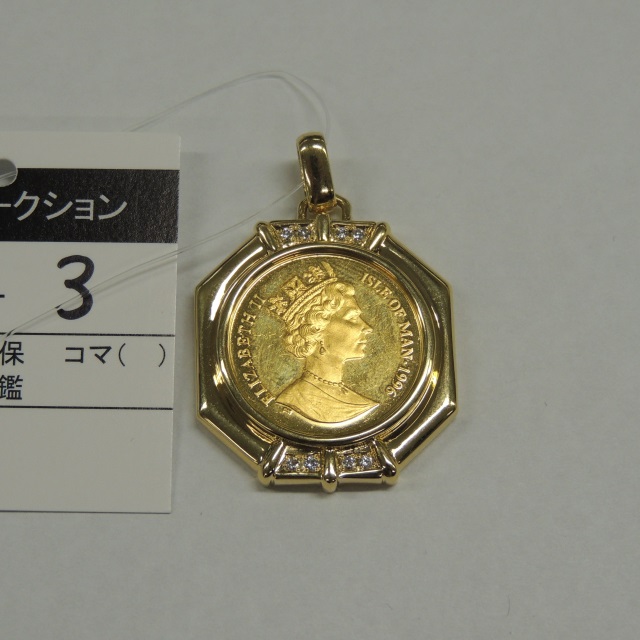 ークション
3
保 コマ( )
鑑
ELIZABETH II
ISLE OF MAN·1996